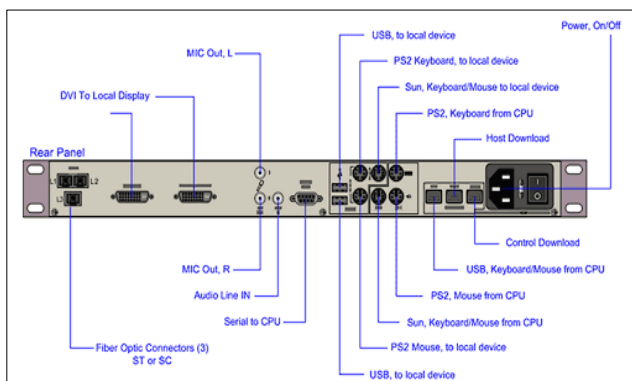 Power, On/Off
USB, to local device
MIC Out, L
PS2 Keyboard, to local device
Sun, Keyboard/Mouse to local device
DVI To Local Display
PS2, Keyboard from CPU
Host Download
Rear Panel
L1
L2
L3
Control Download
MIC Out, R
USB, Keyboard/Mouse from CPU
Audio Line IN
PS2, Mouse from CPU
Serial to CPU
Sun, Keyboard/Mouse from CPU
Fiber Optic Connectors (3)
ST or SC
PS2 Mouse, to local device
USB, to local device